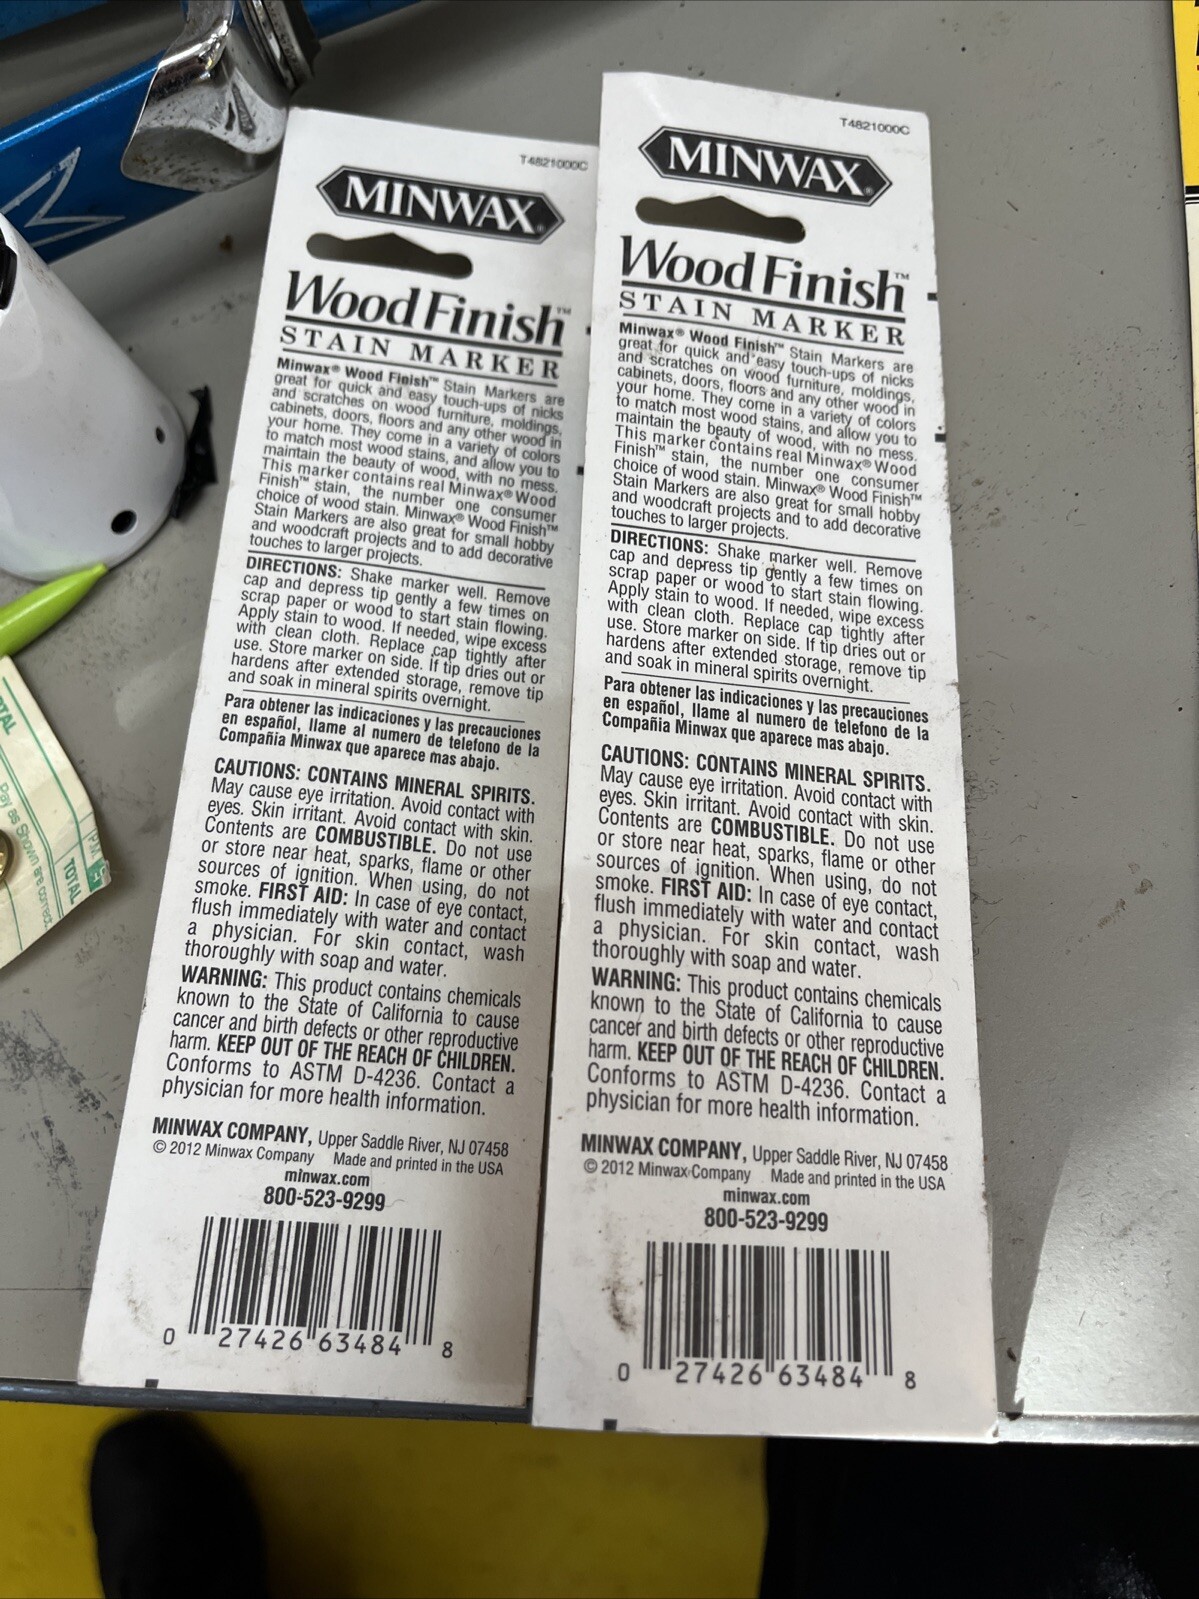 T4821000C
MINWAX®
Wood Finish™
STAIN MARKER
Minwax® Wood Finish™ Stain Markers are
great for quick and easy touch-ups of nicks
and scratches on wood furniture, moldings,
cabinets, doors, floors and any other wood in
your home. They come in a variety of colors
to match most wood stains, and allow you to
maintain the beauty of wood, with no mess.
This marker contains real Minwax® Wood
Finish™ stain, the number one consumer
choice of wood stain. Minwax® Wood Finish™
Stain Markers are also great for small hobby
and woodcraft projects and to add decorative
touches to larger projects.
DIRECTIONS: Shake marker well. Remove
cap and depress tip gently a few times on
scrap paper or wood to start stain flowing.
Apply stain to wood. If needed, wipe excess
with clean cloth. Replace cap tightly after
use. Store marker on side. If tip dries out or
hardens after extended storage, remove tip
and soak in mineral spirits overnight.
Para obtener las indicaciones y las precauciones
en español, llame al numero de telefono de la
Compañia Minwax que aparece mas abajo.
CAUTIONS: CONTAINS MINERAL SPIRITS.
May cause eye irritation. Avoid contact with
eyes. Skin irritant. Avoid contact with skin.
Contents are COMBUSTIBLE. Do not use
or store near heat, sparks, flame or other
sources of ignition. When using, do not
smoke. FIRST AID: In case of eye contact,
flush immediately with water and contact
a physician. For skin contact, wash
thoroughly with soap and water.
WARNING: This product contains chemicals
known to the State of California to cause
cancer and birth defects or other reproductive
harm. KEEP OUT OF THE REACH OF CHILDREN.
Conforms to ASTM D-4236. Contact a
physician for more health information.
MINWAX COMPANY, Upper Saddle River, NJ 07458
© 2012 Minwax Company Made and printed in the USA
minwax.com
800-523-9299
0 27426 63484 8
T4821000C
MINWAX®
Wood Finish™
STAIN MARKER
Minwax® Wood Finish™ Stain Markers are
great for quick and easy touch-ups of nicks
and scratches on wood furniture, moldings,
cabinets, doors, floors and any other wood in
your home. They come in a variety of colors
to match most wood stains, and allow you to
maintain the beauty of wood, with no mess.
This marker contains real Minwax® Wood
Finish™ stain, the number one consumer
choice of wood stain. Minwax® Wood Finish™
Stain Markers are also great for small hobby
and woodcraft projects and to add decorative
touches to larger projects.
DIRECTIONS: Shake marker well. Remove
cap and depress tip gently a few times on
scrap paper or wood to start stain flowing.
Apply stain to wood. If needed, wipe excess
with clean cloth. Replace cap tightly after
use. Store marker on side. If tip dries out or
hardens after extended storage, remove tip
and soak in mineral spirits overnight.
Para obtener las indicaciones y las precauciones
en español, llame al numero de telefono de la
Compañia Minwax que aparece mas abajo.
CAUTIONS: CONTAINS MINERAL SPIRITS.
May cause eye irritation. Avoid contact with
eyes. Skin irritant. Avoid contact with skin.
Contents are COMBUSTIBLE. Do not use
or store near heat, sparks, flame or other
sources of ignition. When using, do not
smoke. FIRST AID: In case of eye contact,
flush immediately with water and contact
a physician. For skin contact, wash
thoroughly with soap and water.
WARNING: This product contains chemicals
known to the State of California to cause
cancer and birth defects or other reproductive
harm. KEEP OUT OF THE REACH OF CHILDREN.
Conforms to ASTM D-4236. Contact a
physician for more health information.
MINWAX COMPANY, Upper Saddle River, NJ 07458
© 2012 Minwax Company Made and printed in the USA
minwax.com
800-523-9299
0 27426 63484 8
Pay as Shown are correct.
TOTAL